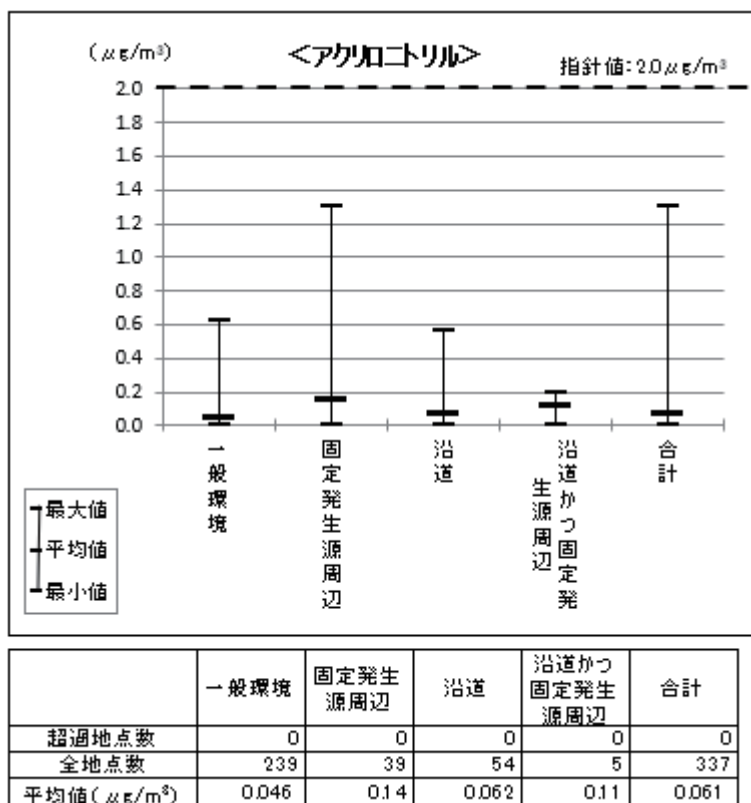 (μg/m³)
<アクリロニトリル>
指針値:2.0μg/m³
2.0
1.8
1.6
1.4
1.2
1.0
0.8
0.6
0.4
0.2
0.0
一般環境
固定発生源周辺
沿道
沿道かつ固定発
生源周辺
合計
最大値
平均値
最小値
一般環境 固定発生源周辺 沿道 沿道かつ固定発生源周辺 合計
超過地点数 0 0 0 0 0
全地点数 239 39 54 5 337
平均値(μg/m³) 0.046 0.14 0.062 0.11 0.061